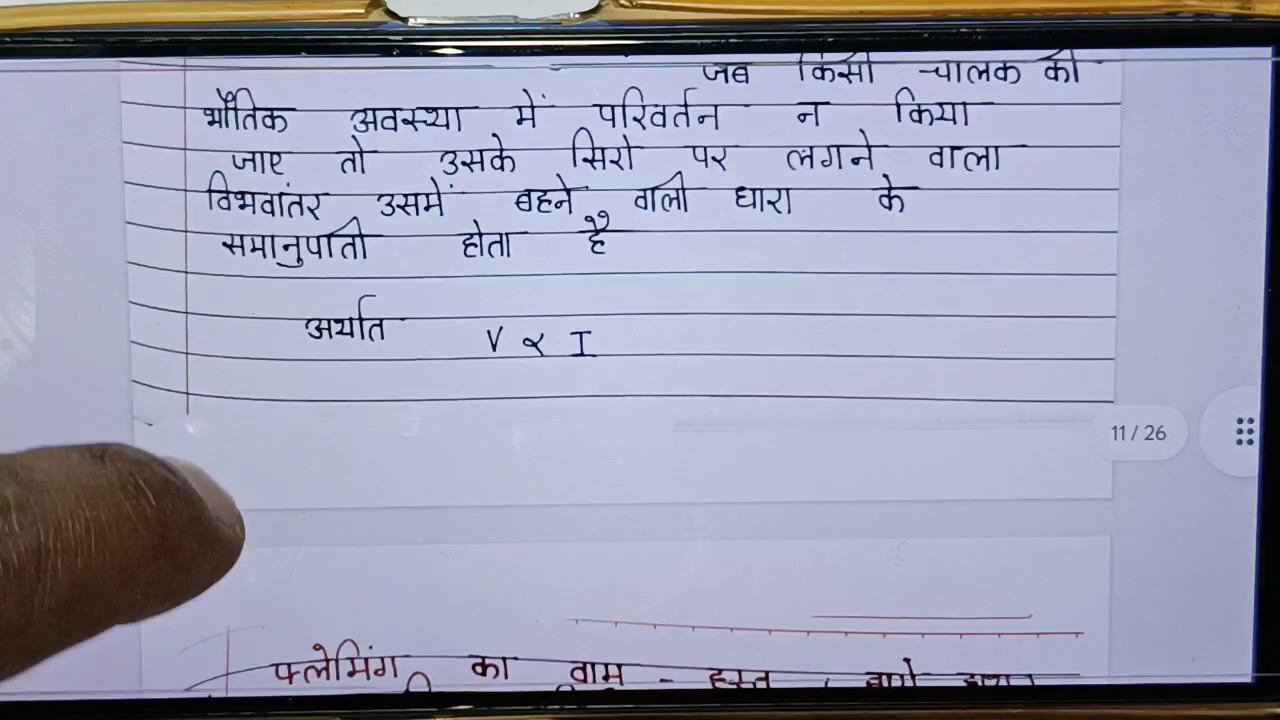 जब किसी चालक की
भौतिक अवस्था में परिवर्तन न किया
जाए तो उसके सिरो पर लगने वाला
विभवांतर उसमें बहने वाली धारा के
समानुपाती होता है
अर्थात V ∝ I
11 / 26
फ्लेमिंग का वाम - हस्त